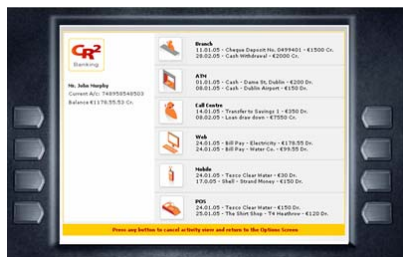 CR2
Banking
Mr. John Murphy
Current A/c: 748956548503
Balance €1176.55.53 Cr.
Branch
11.01.05 - Cheque Deposit No. 0499401 - €1500 Cr.
28.02.05 - Cash Withdrawal - €2000 Cr.
ATM
01.01.05 - Cash - Dame St, Dublin - €200 Dr.
08.01.05 - Cash - Dublin Airport - €150 Dr.
Call Centre
14.01.05 - Transfer to Savings 1 - €350 Dr.
08.02.05 - Loan draw down - €7550 Cr.
Web
24.01.05 - Bill Pay - Electricity - €178.55 Dr.
24.01.05 - Bill Pay - Water Co. - €99.55 Dr.
Mobile
24.01.05 - Tesco Clear Water - €30 Dr.
17.0.05 - Shell - Strand Money - €150 Dr.
POS
24.01.05 - Tesco Clear Water - €150 Dr.
25.01.05 - The Shirt Shop - T4 Heathrow - €120 Dr.
Press any button to cancel activity view and return to the Options Screen